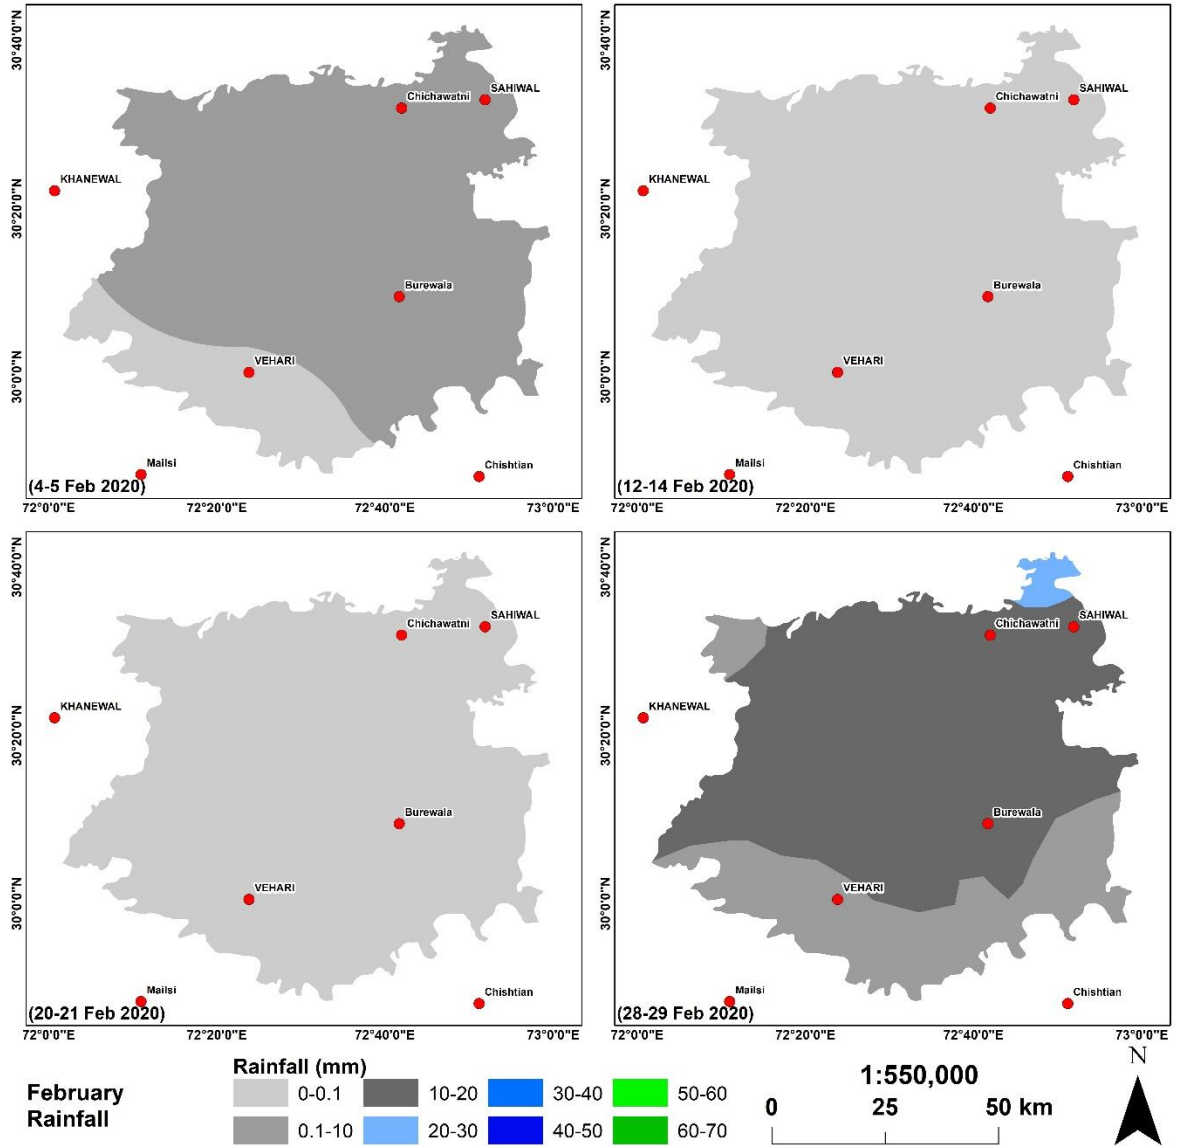 30°40'0"N
Chichawatni
SAHIWAL
KHANEWAL
30°20'0"N
Burewala
VEHARI
30°0'0"N
Mailsi
Chishtian
(4-5 Feb 2020)
72°0'0"E
72°20'0"E
72°40'0"E
73°0'0"E
30°40'0"N
Chichawatni
SAHIWAL
KHANEWAL
30°20'0"N
Burewala
VEHARI
30°0'0"N
Mailsi
Chishtian
(12-14 Feb 2020)
72°0'0"E
72°20'0"E
72°40'0"E
73°0'0"E
30°40'0"N
Chichawatni
SAHIWAL
KHANEWAL
30°20'0"N
Burewala
VEHARI
30°0'0"N
Mailsi
Chishtian
(20-21 Feb 2020)
72°0'0"E
72°20'0"E
72°40'0"E
73°0'0"E
30°40'0"N
Chichawatni
SAHIWAL
KHANEWAL
30°20'0"N
Burewala
VEHARI
30°0'0"N
Mailsi
Chishtian
(28-29 Feb 2020)
72°0'0"E
72°20'0"E
72°40'0"E
73°0'0"E
February
Rainfall
Rainfall (mm)
0-0.1
10-20
30-40
50-60
0.1-10
20-30
40-50
60-70
1:550,000
0
25
50 km
N